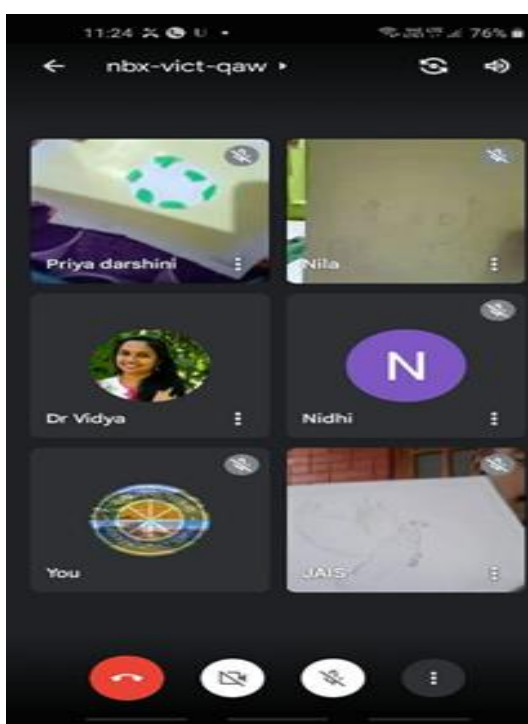 11:24
76%
nbx-vict-qaw
Priya darshini
Nila
Dr Vidya
N
Nidhi
You
JAIS